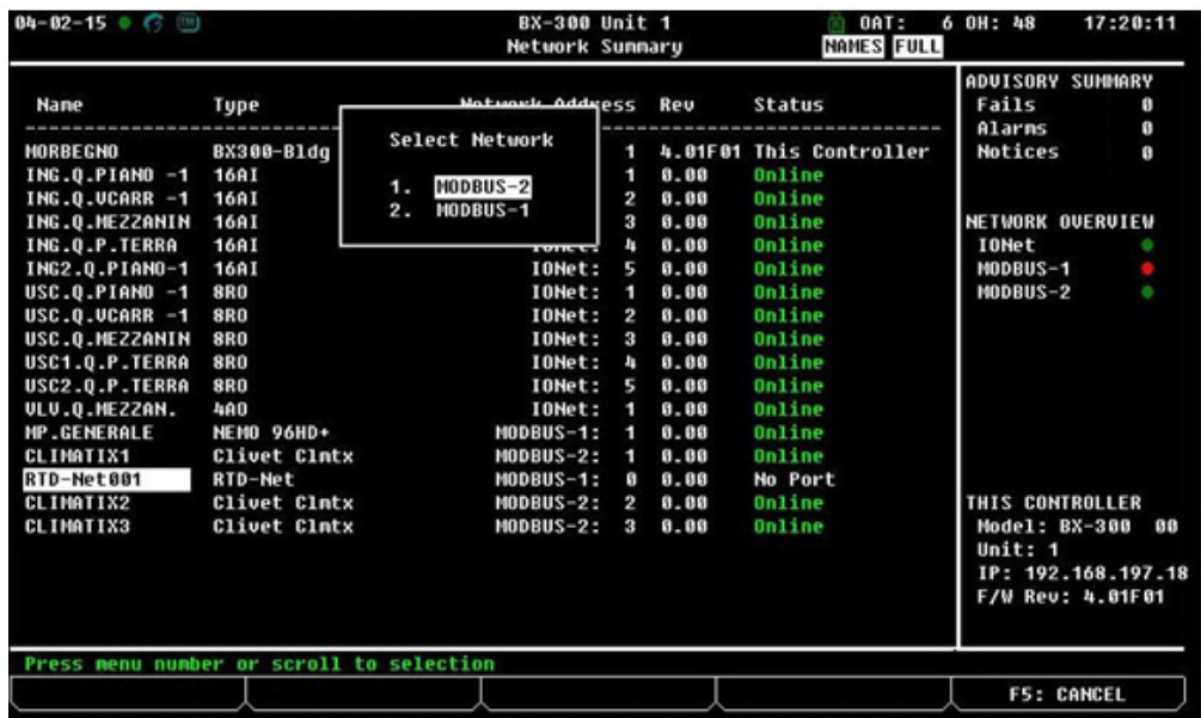 04-02-15 BX-300 Unit 1 OAT: 6 OH: 48 17:20:11
Network Summary NAMES FULL
Name Type Network Address Rev Status
MORBEGNO BX300-Bldg 1 4.01F01 This Controller
ING.Q.PIANO -1 16AI 1 0.00 Online
ING.Q.VCARR -1 16AI 2 0.00 Online
ING.Q.MEZZANIN 16AI 3 0.00 Online
ING.Q.P.TERRA 16AI IONet: 4 0.00 Online
ING2.Q.PIANO-1 16AI IONet: 5 0.00 Online
USC.Q.PIANO -1 8RO IONet: 1 0.00 Online
USC.Q.VCARR -1 8RO IONet: 2 0.00 Online
USC.Q.MEZZANIN 8RO IONet: 3 0.00 Online
USC1.Q.P.TERRA 8RO IONet: 4 0.00 Online
USC2.Q.P.TERRA 8RO IONet: 5 0.00 Online
VLV.Q.MEZZAN. 4AO IONet: 1 0.00 Online
MP.GENERALE NEMO 96HD+ MODBUS-1: 1 0.00 Online
CLIMATIX1 Clivet Clmtx MODBUS-2: 1 0.00 Online
RTD-Net001 RTD-Net MODBUS-1: 0 0.00 No Port
CLIMATIX2 Clivet Clmtx MODBUS-2: 2 0.00 Online
CLIMATIX3 Clivet Clmtx MODBUS-2: 3 0.00 Online
Select Network
1. MODBUS-2
2. MODBUS-1
ADVISORY SUMMARY
Fails 0
Alarms 0
Notices 0
NETWORK OVERVIEW
IONet
MODBUS-1
MODBUS-2
THIS CONTROLLER
Model: BX-300 00
Unit: 1
IP: 192.168.197.18
F/W Rev: 4.01F01
Press menu number or scroll to selection
F5: CANCEL